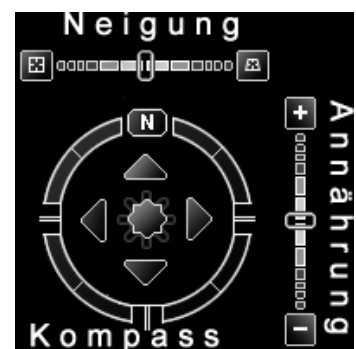 Neigung
N
+
Annährung
−
Kompass